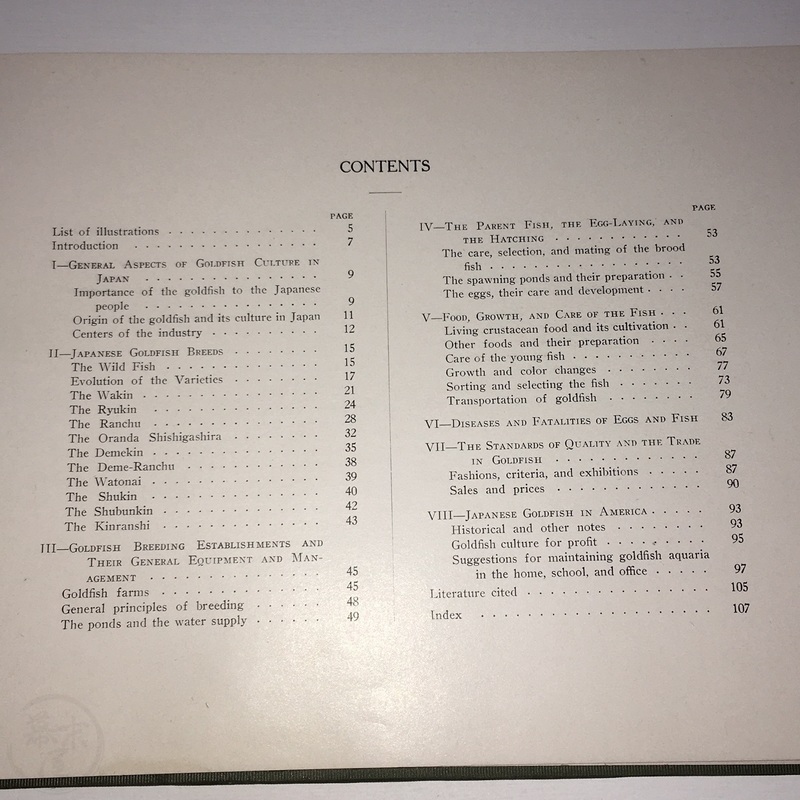 CONTENTS
PAGE
List of illustrations . . . . . . . . . . . . . . 5
Introduction . . . . . . . . . . . . . . . . . 7
I—General Aspects of Goldfish Culture in
Japan . . . . . . . . . . . . . . . . . 9
Importance of the goldfish to the Japanese
people . . . . . . . . . . . . . . . . 9
Origin of the goldfish and its culture in Japan 11
Centers of the industry . . . . . . . . . . 12
II—Japanese Goldfish Breeds . . . . . . . . 15
The Wild Fish . . . . . . . . . . . . . . 15
Evolution of the Varieties . . . . . . . . 17
The Wakin . . . . . . . . . . . . . . . 21
The Ryukin . . . . . . . . . . . . . . 24
The Ranchu . . . . . . . . . . . . . . 28
The Oranda Shishigashira . . . . . . . . 32
The Demekin . . . . . . . . . . . . . . 35
The Deme-Ranchu . . . . . . . . . . . 38
The Watonai . . . . . . . . . . . . . . 39
The Shukin . . . . . . . . . . . . . . 40
The Shubunkin . . . . . . . . . . . . . 42
The Kinranshi . . . . . . . . . . . . . 43
III—Goldfish Breeding Establishments and
Their General Equipment and Man-
agement . . . . . . . . . . . . . . . 45
Goldfish farms . . . . . . . . . . . . . 45
General principles of breeding . . . . . . 48
The ponds and the water supply . . . . . . 49
PAGE
IV—The Parent Fish, the Egg-Laying, and
the Hatching . . . . . . . . . . . . 53
The care, selection, and mating of the brood
fish . . . . . . . . . . . . . . . . . 53
The spawning ponds and their preparation . . 55
The eggs, their care and development . . . . 57
V—Food, Growth, and Care of the Fish . . . 61
Living crustacean food and its cultivation . . 61
Other foods and their preparation . . . . . 65
Care of the young fish . . . . . . . . . . 67
Growth and color changes . . . . . . . . 77
Sorting and selecting the fish . . . . . . . 73
Transportation of goldfish . . . . . . . . 79
VI—Diseases and Fatalities of Eggs and Fish 83
VII—The Standards of Quality and the Trade
in Goldfish . . . . . . . . . . . . . 87
Fashions, criteria, and exhibitions . . . . . 87
Sales and prices . . . . . . . . . . . . 90
VIII—Japanese Goldfish in America . . . . . 93
Historical and other notes . . . . . . . . 93
Goldfish culture for profit . . . . . . . . 95
Suggestions for maintaining goldfish aquaria
in the home, school, and office . . . . . 97
Literature cited . . . . . . . . . . . . . . 105
Index . . . . . . . . . . . . . . . . . . 107